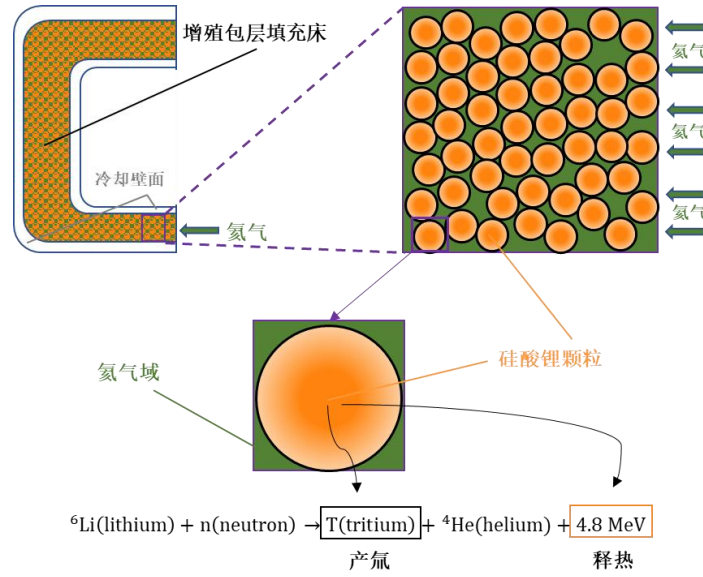 增殖包层填充床
冷却壁面
氦气
氦气
氦气
氦气
氦气域
硅酸锂颗粒
⁶Li(lithium) + n(neutron) → T(tritium) + ⁴He(helium) + 4.8 MeV
产氚
释热